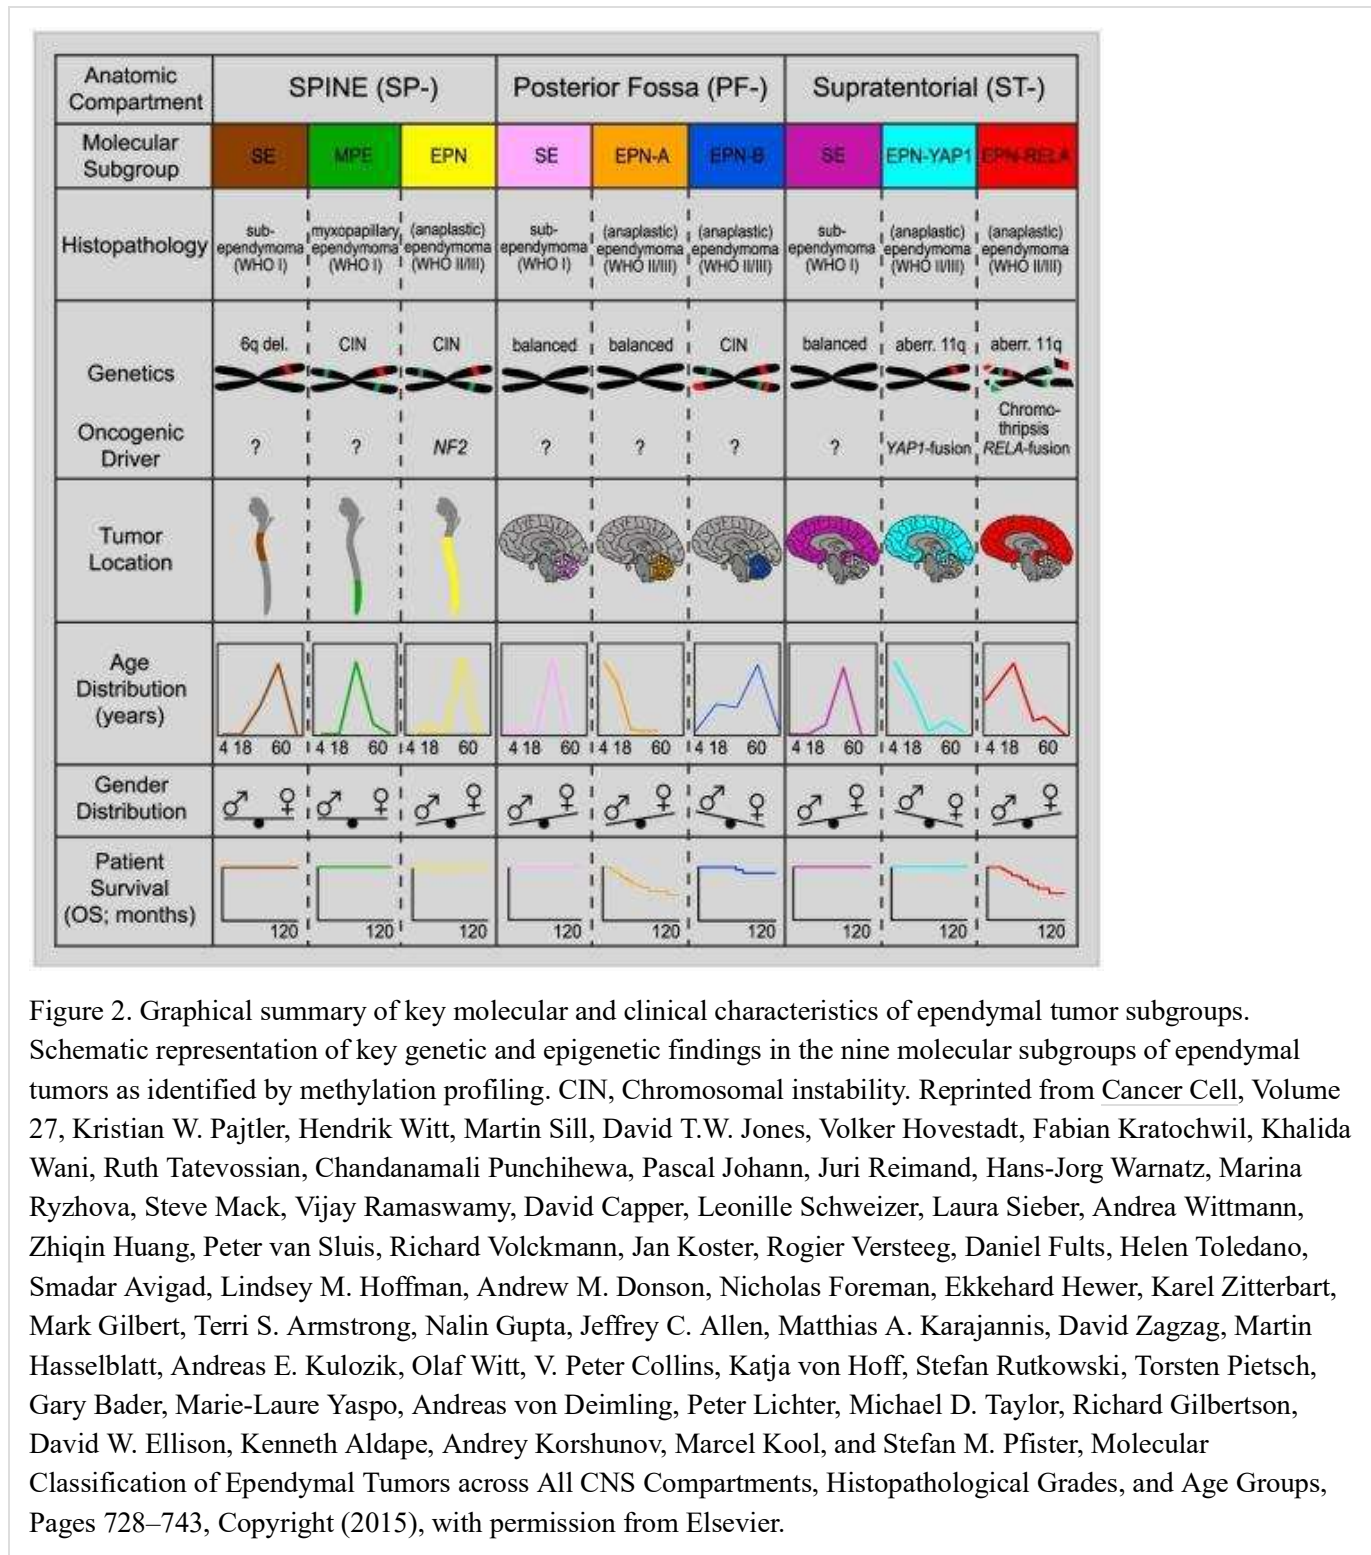 Anatomic
Compartment
SPINE (SP-)
Posterior Fossa (PF-)
Supratentorial (ST-)
Molecular
Subgroup
SE
MPE
EPN
SE
EPN-A
EPN-B
SE
EPN-YAP1
EPN-RELA
Histopathology
sub-
ependymoma
(WHO I)
myxopapillary
ependymoma
(WHO I)
(anaplastic)
ependymoma
(WHO II/III)
sub-
ependymoma
(WHO I)
(anaplastic)
ependymoma
(WHO II/III)
(anaplastic)
ependymoma
(WHO II/III)
sub-
ependymoma
(WHO I)
(anaplastic)
ependymoma
(WHO II/III)
(anaplastic)
ependymoma
(WHO II/III)
Genetics
6q del.
CIN
CIN
balanced
balanced
CIN
balanced
aberr. 11q
aberr. 11q
Chromo-
thripsis
Oncogenic
Driver
?
?
NF2
?
?
?
?
YAP1-fusion
RELA-fusion
Tumor
Location
Age
Distribution
(years)
4 18 60
4 18 60
4 18 60
4 18 60
4 18 60
4 18 60
4 18 60
4 18 60
4 18 60
Gender
Distribution
♂ ♀
♂ ♀
♂ ♀
♂ ♀
♂ ♀
♂ ♀
♂ ♀
♂ ♀
♂ ♀
Patient
Survival
(OS; months)
120
120
120
120
120
120
120
120
120
Figure 2. Graphical summary of key molecular and clinical characteristics of ependymal tumor subgroups.
Schematic representation of key genetic and epigenetic findings in the nine molecular subgroups of ependymal
tumors as identified by methylation profiling. CIN, Chromosomal instability. Reprinted from Cancer Cell, Volume
27, Kristian W. Pajtler, Hendrik Witt, Martin Sill, David T.W. Jones, Volker Hovestadt, Fabian Kratochwil, Khalida
Wani, Ruth Tatevossian, Chandanamali Punchihewa, Pascal Johann, Juri Reimand, Hans-Jorg Warnatz, Marina
Ryzhova, Steve Mack, Vijay Ramaswamy, David Capper, Leonille Schweizer, Laura Sieber, Andrea Wittmann,
Zhiqin Huang, Peter van Sluis, Richard Volckmann, Jan Koster, Rogier Versteeg, Daniel Fults, Helen Toledano,
Smadar Avigad, Lindsey M. Hoffman, Andrew M. Donson, Nicholas Foreman, Ekkehard Hewer, Karel Zitterbart,
Mark Gilbert, Terri S. Armstrong, Nalin Gupta, Jeffrey C. Allen, Matthias A. Karajannis, David Zagzag, Martin
Hasselblatt, Andreas E. Kulozik, Olaf Witt, V. Peter Collins, Katja von Hoff, Stefan Rutkowski, Torsten Pietsch,
Gary Bader, Marie-Laure Yaspo, Andreas von Deimling, Peter Lichter, Michael D. Taylor, Richard Gilbertson,
David W. Ellison, Kenneth Aldape, Andrey Korshunov, Marcel Kool, and Stefan M. Pfister, Molecular
Classification of Ependymal Tumors across All CNS Compartments, Histopathological Grades, and Age Groups,
Pages 728–743, Copyright (2015), with permission from Elsevier.